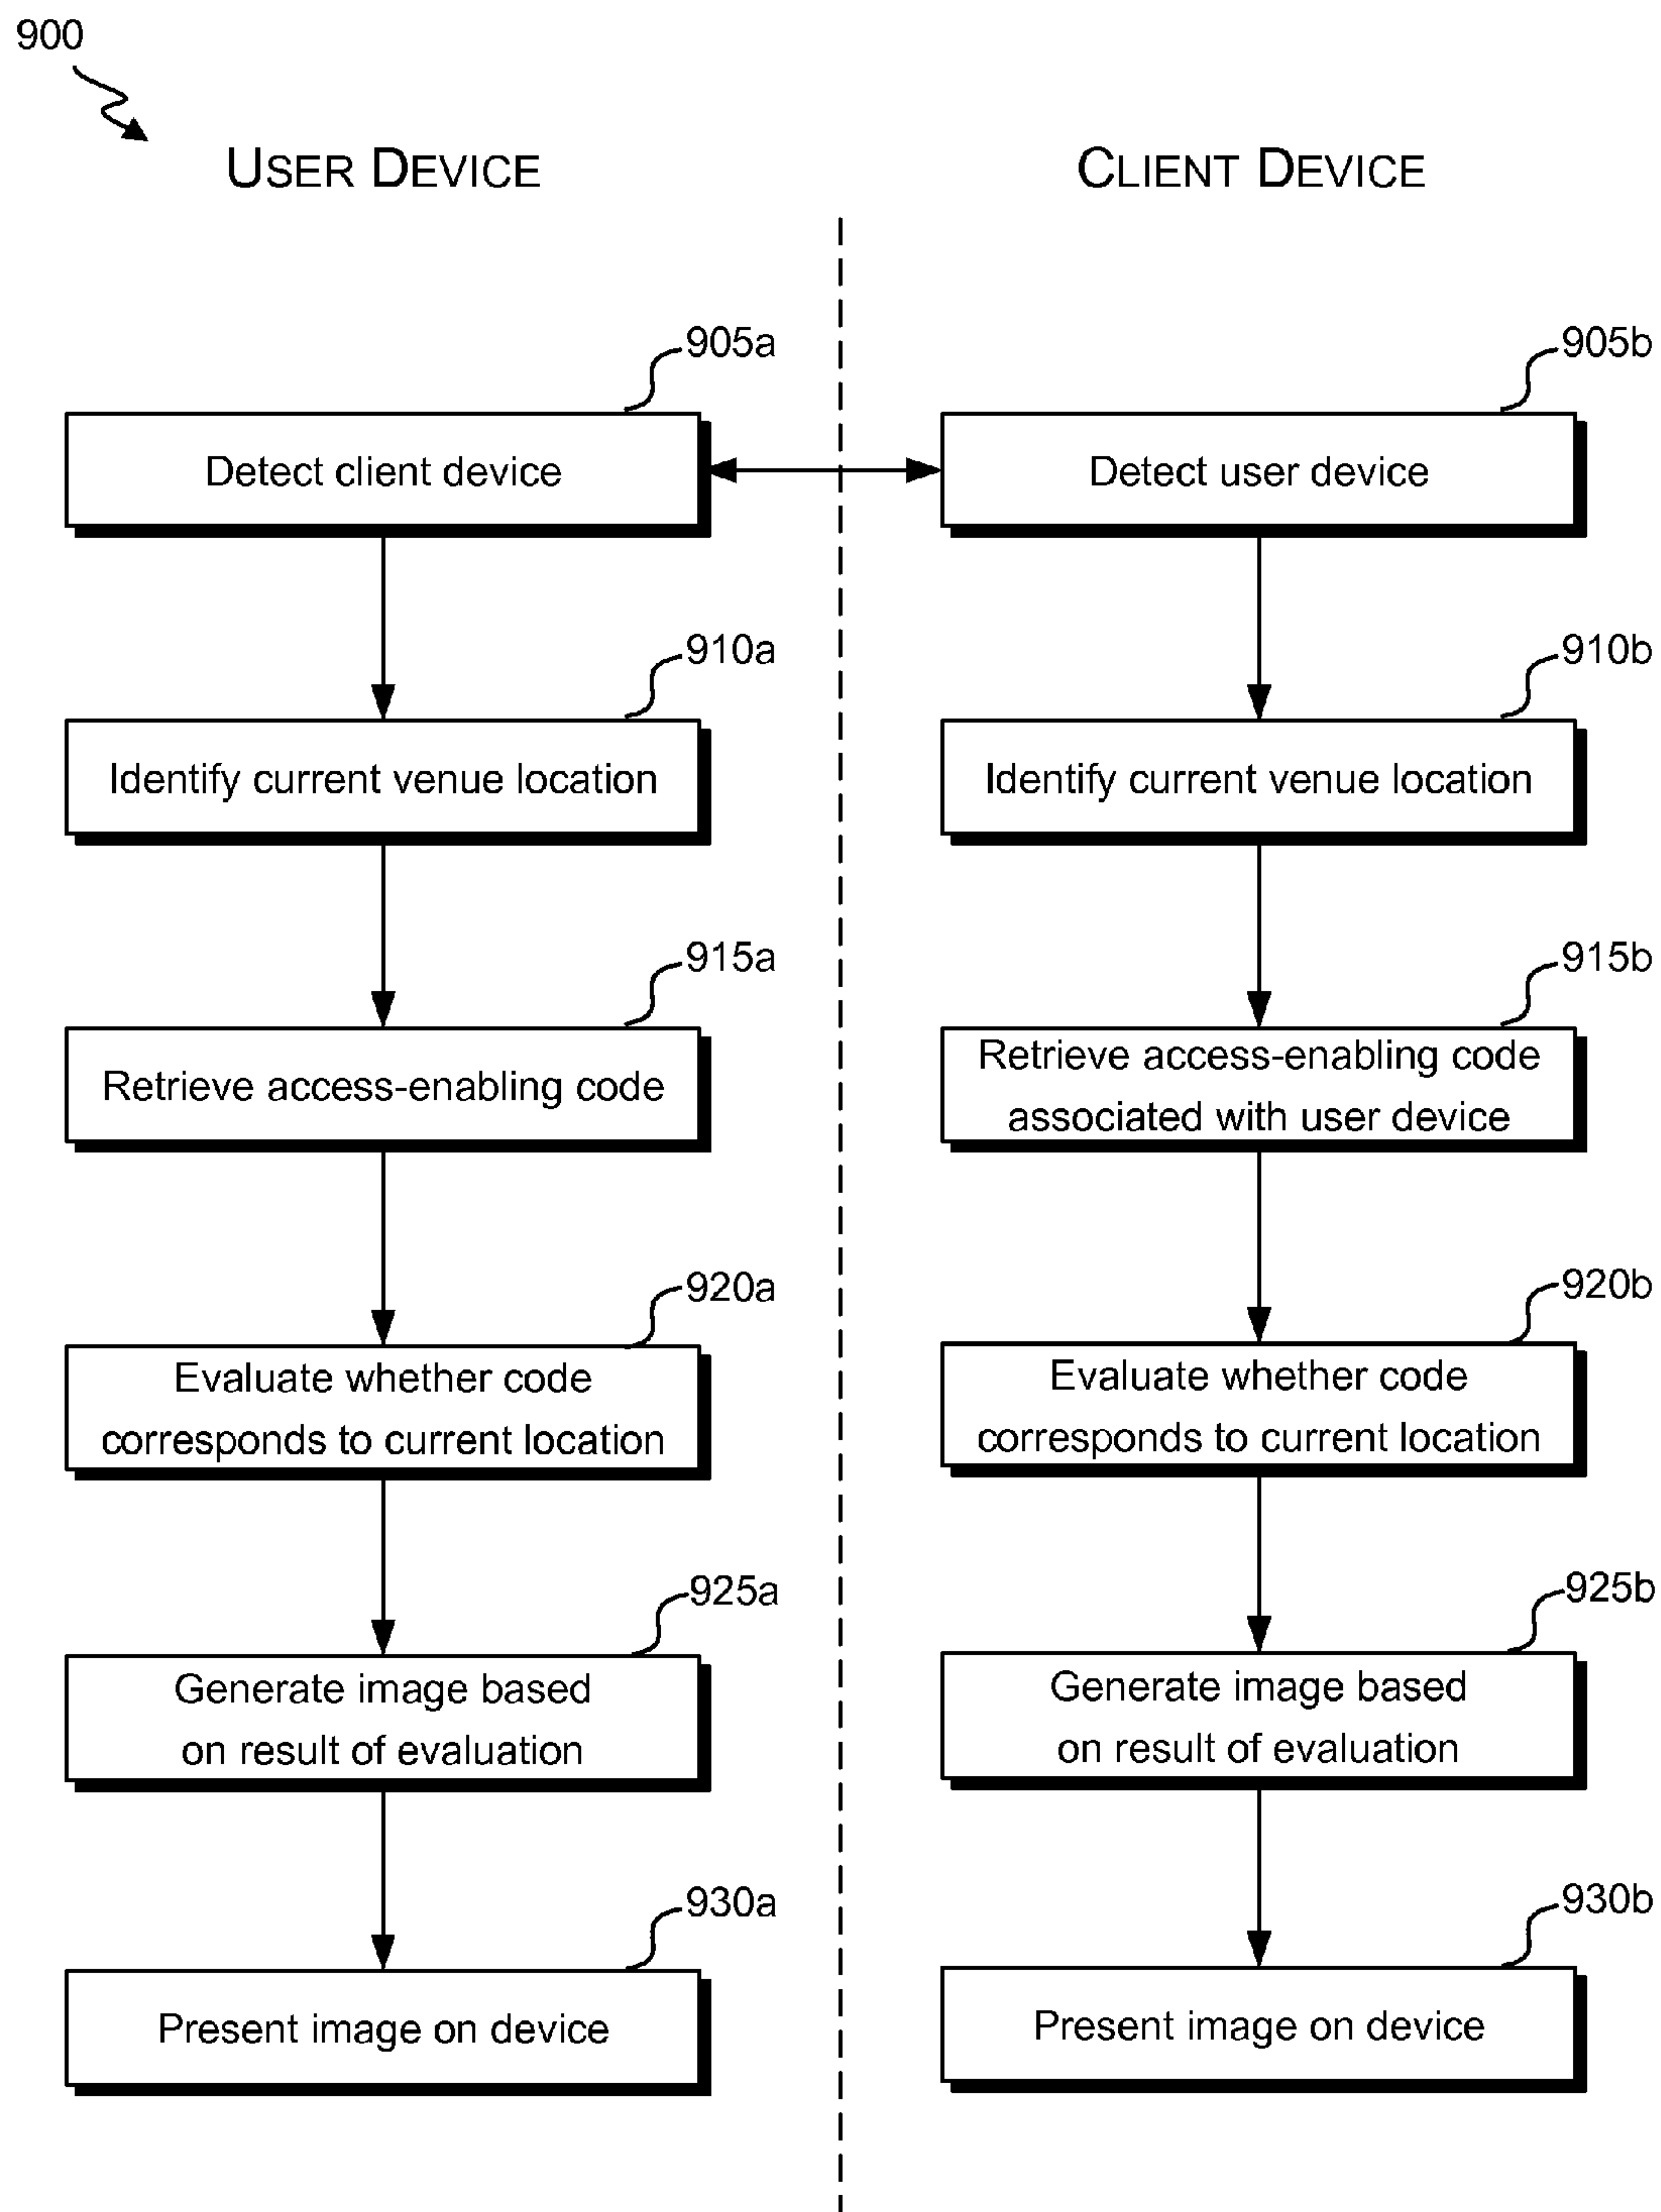 900
USER DEVICE
CLIENT DEVICE
905a
905b
Detect client device
Detect user device
910a
910b
Identify current venue location
Identify current venue location
915a
915b
Retrieve access-enabling code
Retrieve access-enabling code
associated with user device
920a
920b
Evaluate whether code
corresponds to current location
Evaluate whether code
corresponds to current location
925a
925b
Generate image based
on result of evaluation
Generate image based
on result of evaluation
930a
930b
Present image on device
Present image on device